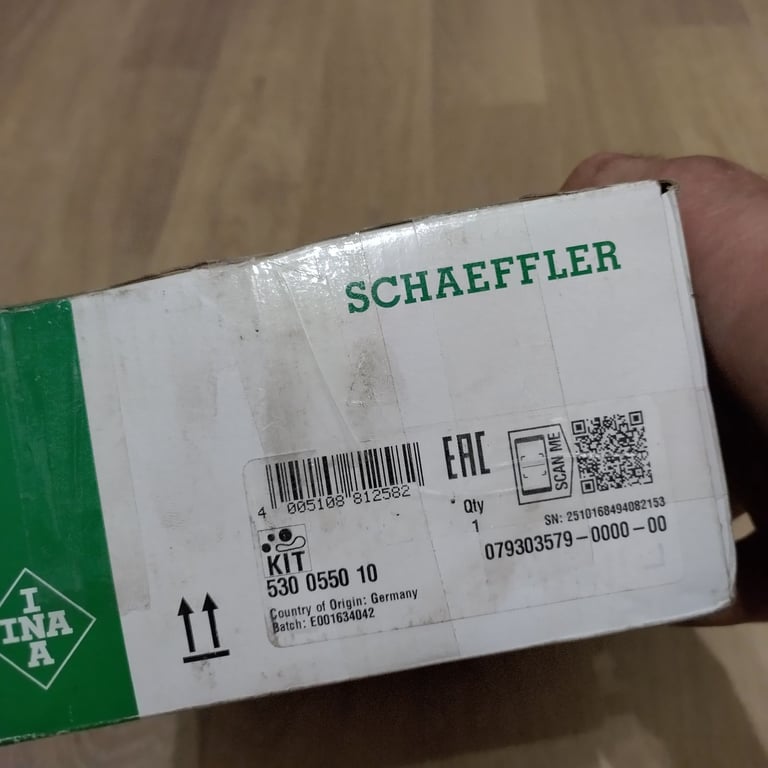 SCHAEFFLER
EAC
SCAN ME
4 005108 812582
Qty
1
SN: 2510168494082153
079303579-0000-00
KIT
530 0550 10
Country of Origin: Germany
Batch: E001634042
I
INA
A